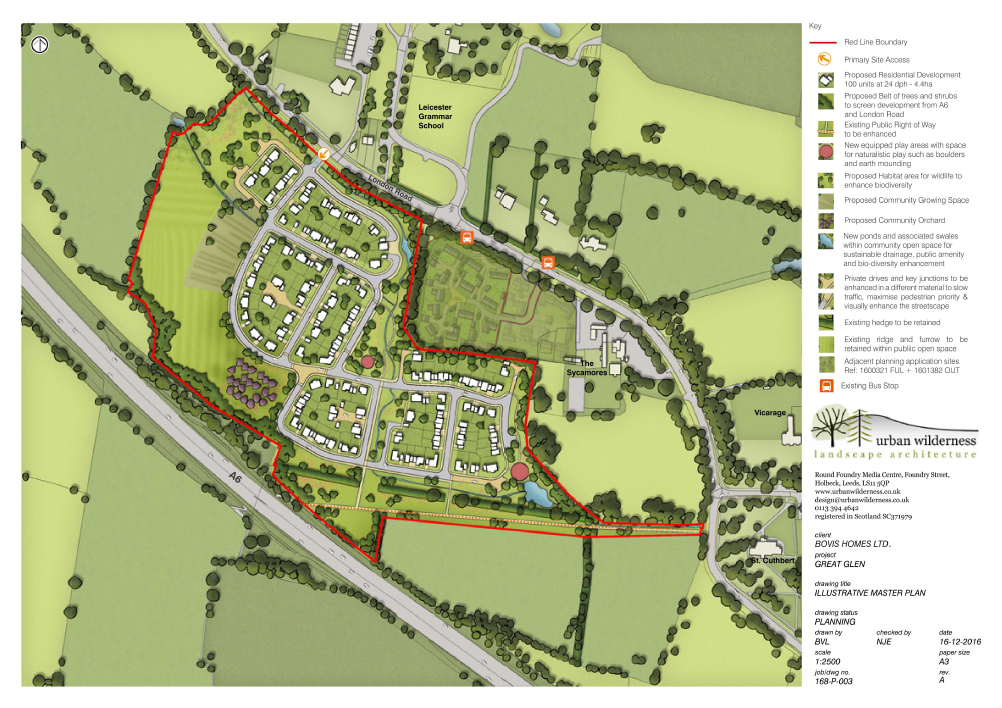 Leicester
Grammar
School
London Road
The
Sycamores
Vicarage
A6
St. Cuthbert
Key
Red Line Boundary
Primary Site Access
Proposed Residential Development
100 units at 24 dph - 4.4ha
Proposed Belt of trees and shrubs
to screen development from A6
and London Road
Existing Public Right of Way
to be enhanced
New equipped play areas with space
for naturalistic play such as boulders
and earth mounding
Proposed Habitat area for wildlife to
enhance biodiversity
Proposed Community Growing Space
Proposed Community Orchard
New ponds and associated swales
within community open space for
sustainable drainage, public amenity
and bio-diversity enhancement
Private drives and key junctions to be
enhanced in a different material to slow
traffic, maximise pedestrian priority &
visually enhance the streetscape
Existing hedge to be retained
Existing ridge and furrow to be
retained within public open space
Adjacent planning application sites
Ref: 1600321 FUL + 1601382 OUT
Existing Bus Stop
urban wilderness
landscape architecture
Round Foundry Media Centre, Foundry Street,
Holbeck, Leeds, LS11 5QP
www.urbanwilderness.co.uk
design@urbanwilderness.co.uk
0113 394 4642
registered in Scotland SC371979
client
BOVIS HOMES LTD.
project
GREAT GLEN
drawing title
ILLUSTRATIVE MASTER PLAN
drawing status
PLANNING
drawn by checked by date
BVL NJE 16-12-2016
scale paper size
1:2500 A3
job/dwg no. rev.
168-P-003 A